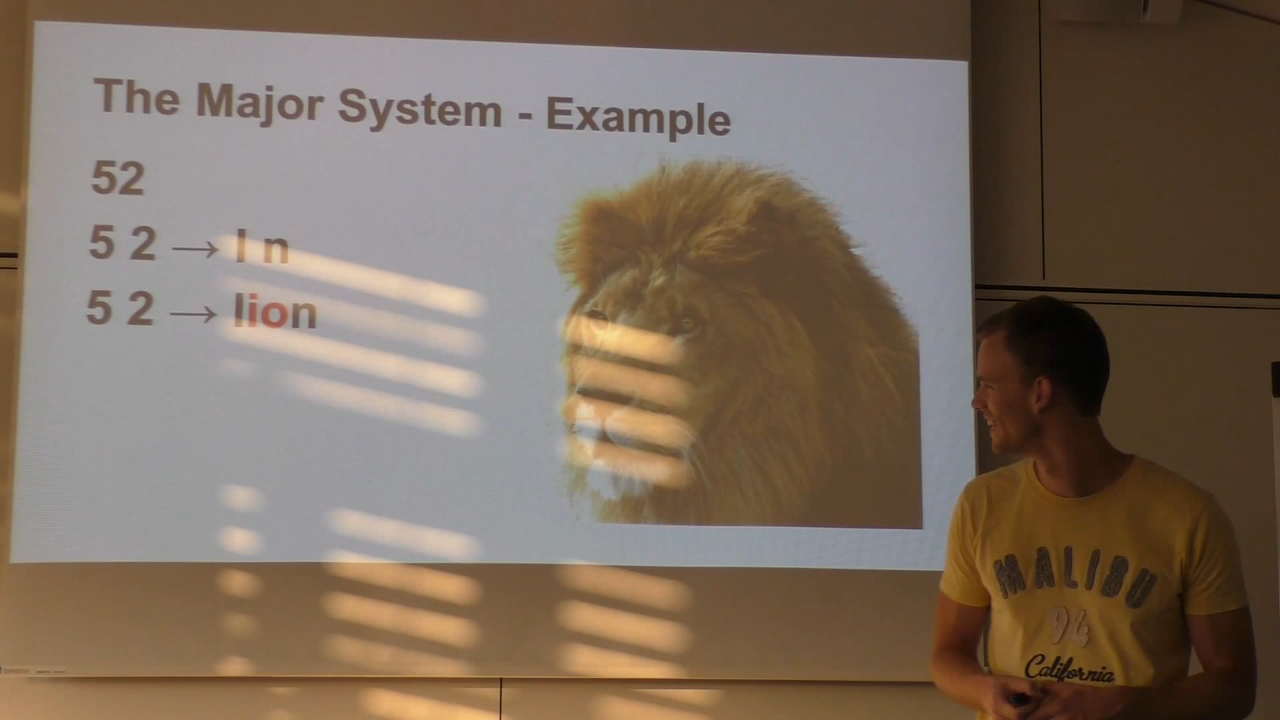 The Major System - Example
52
5 2 → l n
5 2 → lion
MALIBU
94
California